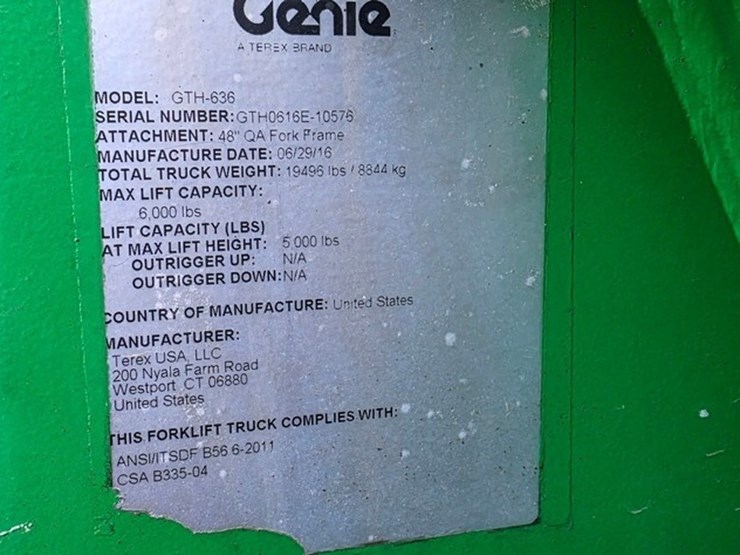 Genie
A TEREX BRAND
MODEL: GTH-636
SERIAL NUMBER: GTH0616E-10576
ATTACHMENT: 48" QA Fork Frame
MANUFACTURE DATE: 06/29/16
TOTAL TRUCK WEIGHT: 19496 lbs / 8844 kg
MAX LIFT CAPACITY:
6,000 lbs
LIFT CAPACITY (LBS)
AT MAX LIFT HEIGHT: 5,000 lbs
OUTRIGGER UP: N/A
OUTRIGGER DOWN: N/A
COUNTRY OF MANUFACTURE: United States
MANUFACTURER:
Terex USA, LLC
200 Nyala Farm Road
Westport, CT 06880
United States
THIS FORKLIFT TRUCK COMPLIES WITH:
ANSI/ITSDF B56.6-2011
CSA B335-04